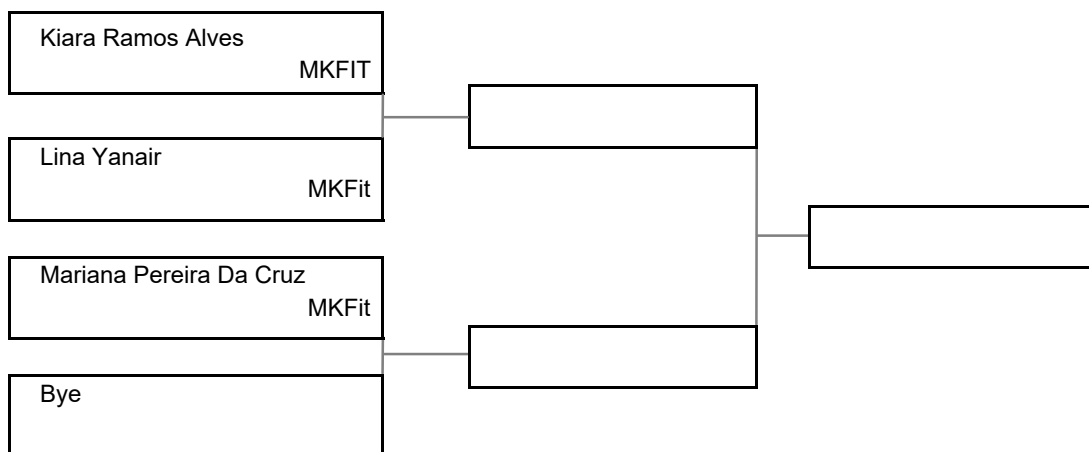 Kiara Ramos Alves
MKFIT
Lina Yanair
MKFit
Mariana Pereira Da Cruz
MKFit
Bye